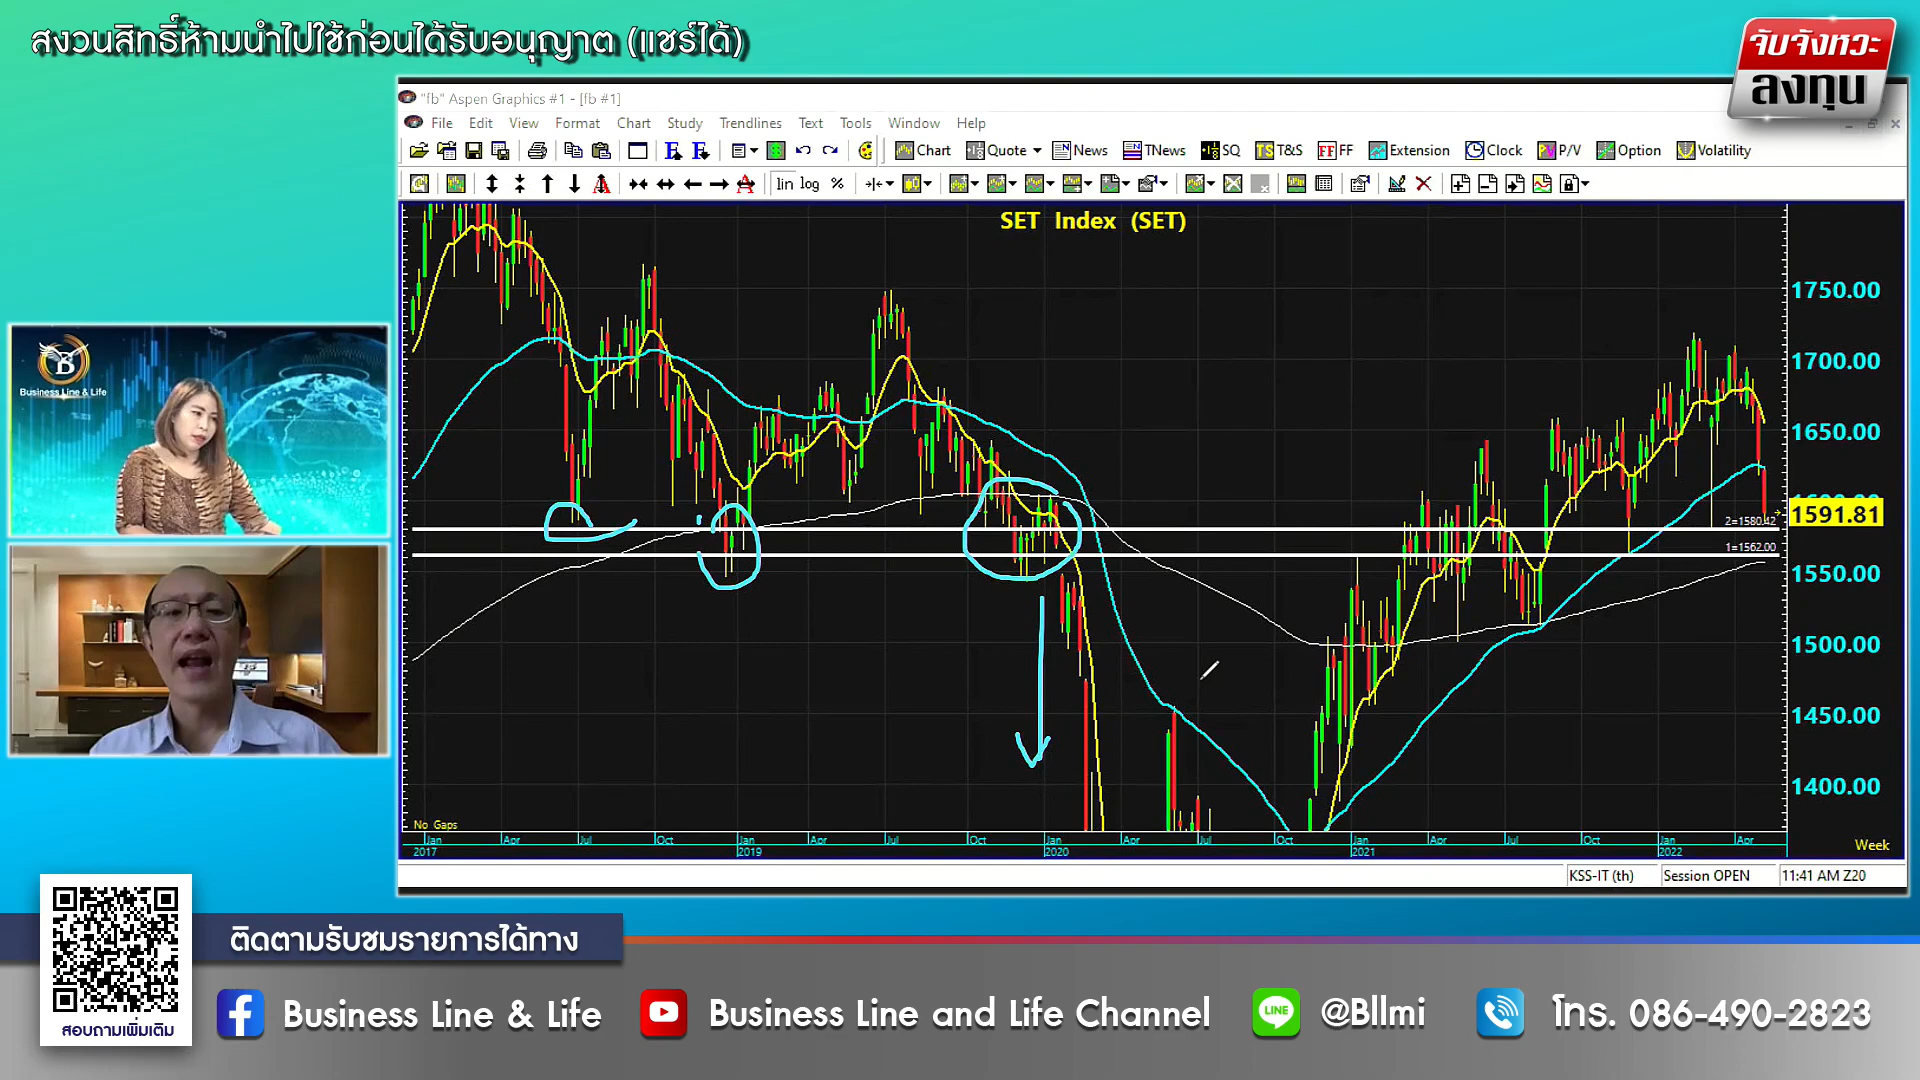 สงวนสิทธิ์ห้ามนำไปใช้ก่อนได้รับอนุญาต (แชร์ได้)
จับจังหวะ
ลงทุน
"fb" Aspen Graphics #1 - [fb #1]
File Edit View Format Chart Study Trendlines Text Tools Window Help
Chart Quote News TNews SQ T&S FF Extension Clock P/V Option Volatility
lin log %
SET Index (SET)
1750.00
1700.00
1650.00
1591.81
2=1580.42
1=1562.00
1550.00
1500.00
1450.00
1400.00
No Gaps
Jan Apr Jul Oct Jan Apr Jul Oct Jan Apr Jul Oct Jan Apr Jul Oct Jan Apr
2017 2019 2020 2021 2022
Week
KSS-IT (th) Session OPEN 11:41 AM Z20
B
Business Line & Life
สอบถามเพิ่มเติม
ติดตามรับชมรายการได้ทาง
Business Line & Life Business Line and Life Channel LINE @Bllmi โทร. 086-490-2823